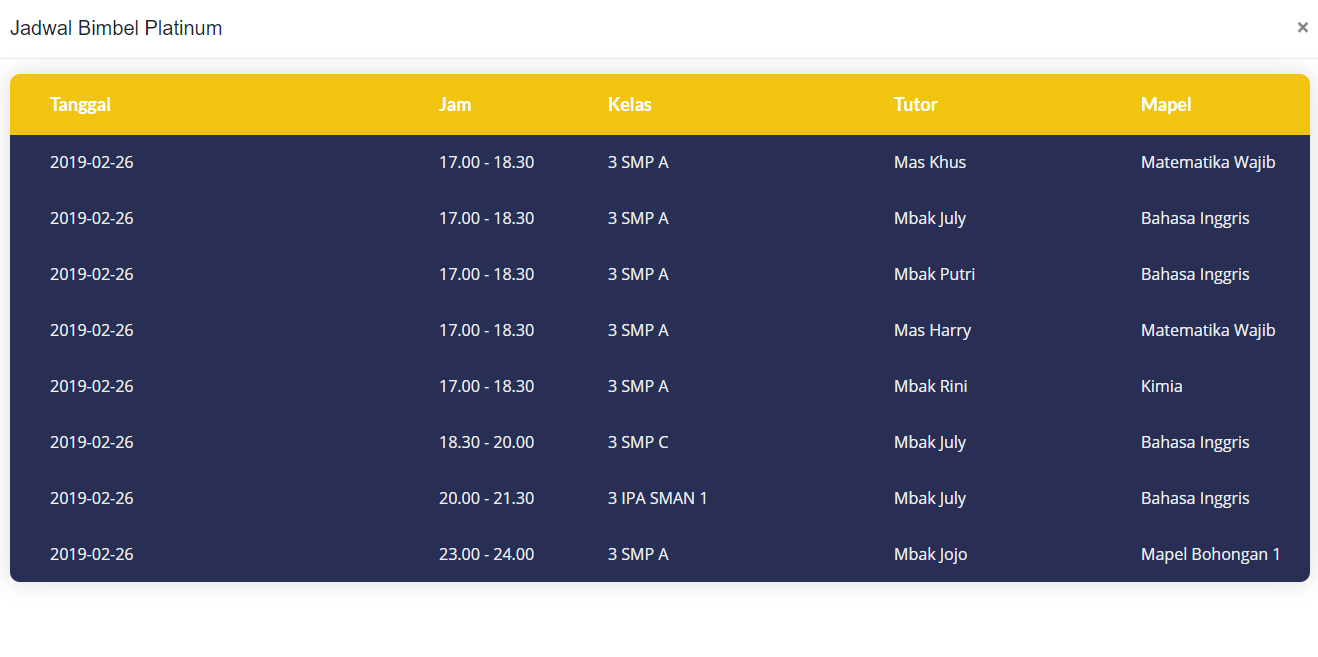 Jadwal Bimbel Platinum ×
Tanggal Jam Kelas Tutor Mapel
2019-02-26 17.00 - 18.30 3 SMP A Mas Khus Matematika Wajib
2019-02-26 17.00 - 18.30 3 SMP A Mbak July Bahasa Inggris
2019-02-26 17.00 - 18.30 3 SMP A Mbak Putri Bahasa Inggris
2019-02-26 17.00 - 18.30 3 SMP A Mas Harry Matematika Wajib
2019-02-26 17.00 - 18.30 3 SMP A Mbak Rini Kimia
2019-02-26 18.30 - 20.00 3 SMP C Mbak July Bahasa Inggris
2019-02-26 20.00 - 21.30 3 IPA SMAN 1 Mbak July Bahasa Inggris
2019-02-26 23.00 - 24.00 3 SMP A Mbak Jojo Mapel Bohongan 1